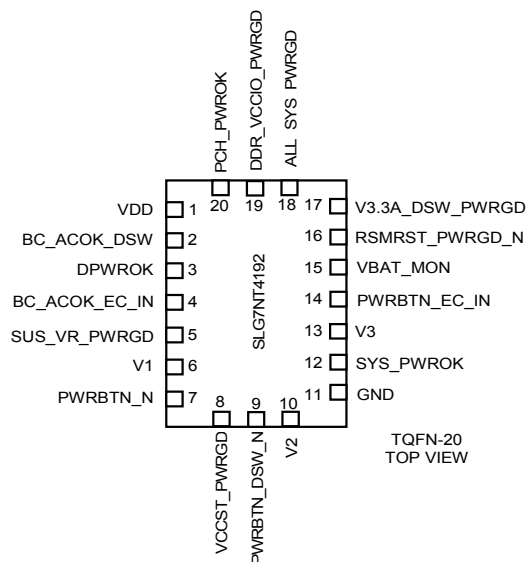 PCH_PWROK
DDR_VCCIO_PWRGD
ALL SYS PWRGD
20
19
18
VDD
1
BC_ACOK_DSW
2
DPWROK
3
BC_ACOK_EC_IN
4
SUS_VR_PWRGD
5
V1
6
PWRBTN_N
7
SLG7NT4192
17
V3.3A_DSW_PWRGD
16
RSMRST_PWRGD_N
15
VBAT_MON
14
PWRBTN_EC_IN
13
V3
12
SYS_PWROK
11
GND
8
9
10
VCCST_PWRGD
PWRBTN_DSW_N
V2
TQFN-20
TOP VIEW